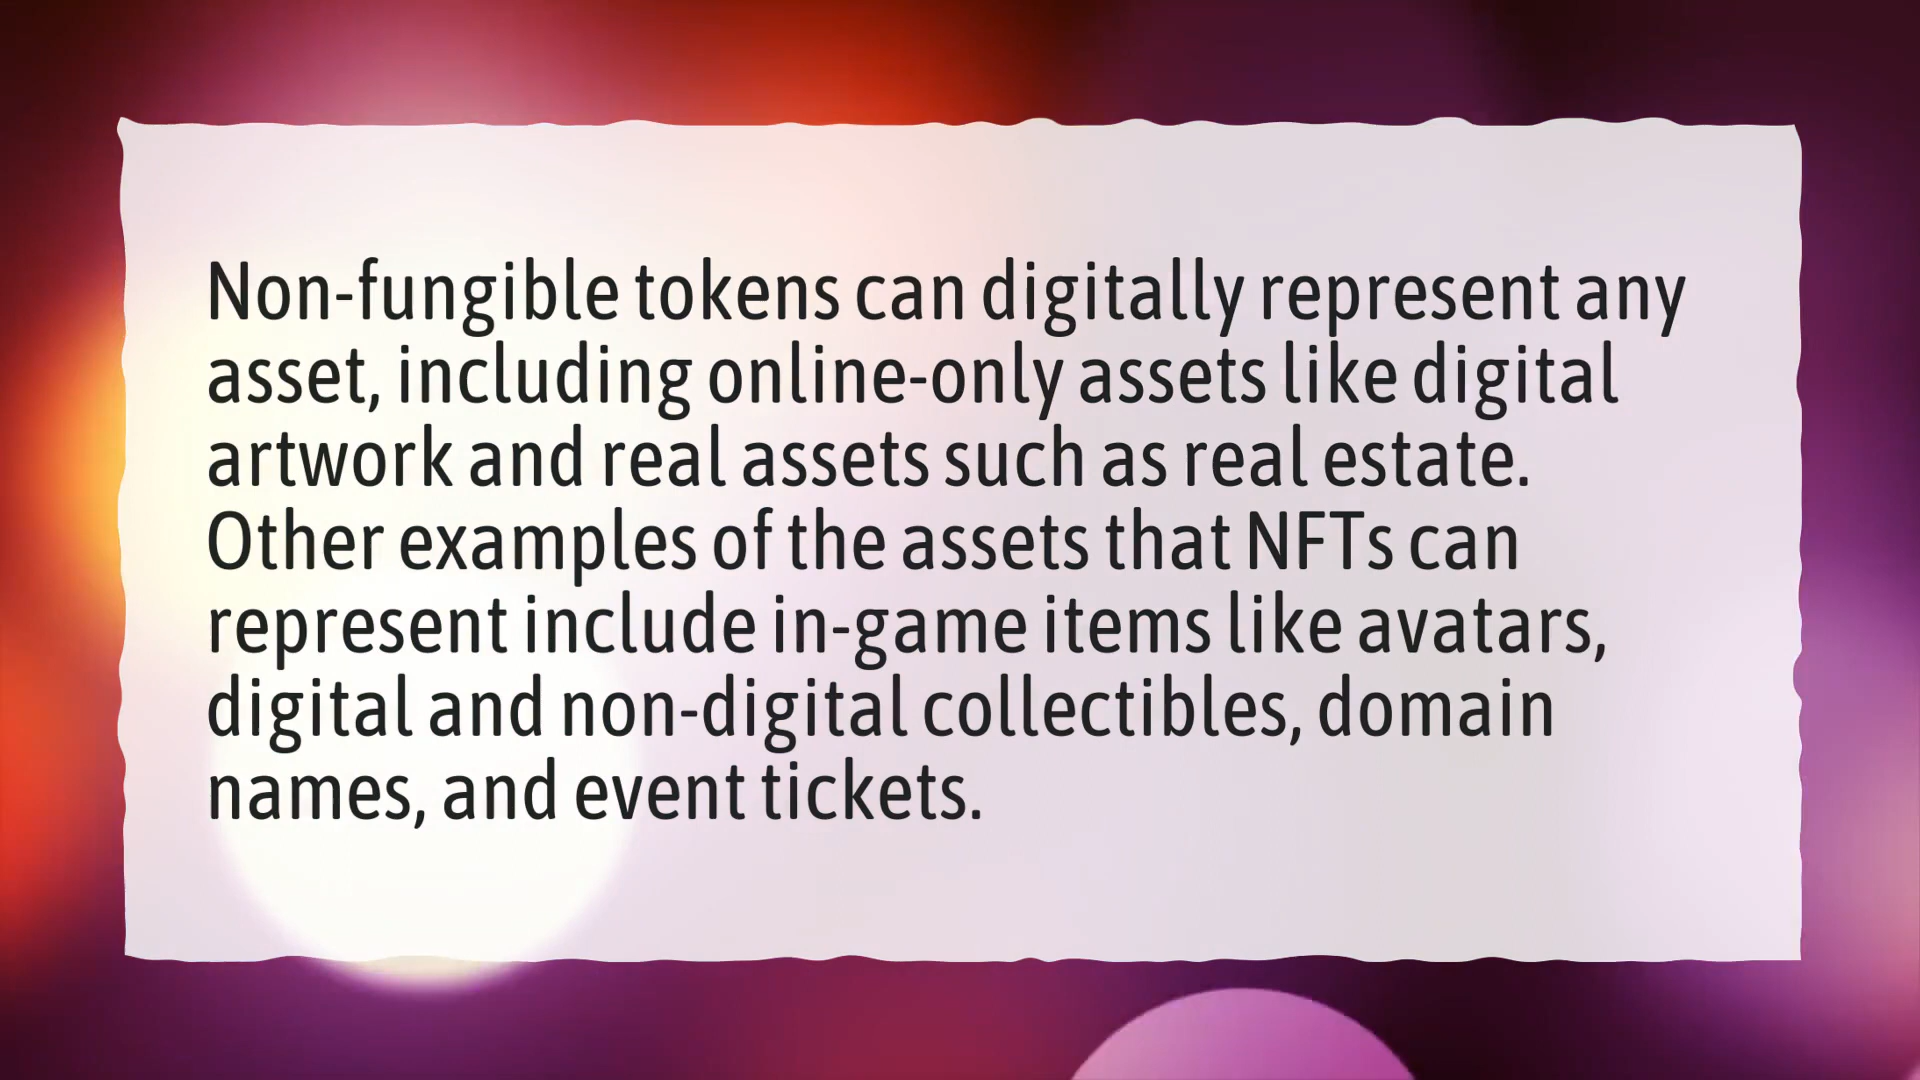 Non-fungible tokens can digitally represent any
asset, including online-only assets like digital
artwork and real assets such as real estate.
Other examples of the assets that NFTs can
represent include in-game items like avatars,
digital and non-digital collectibles, domain
names, and event tickets.